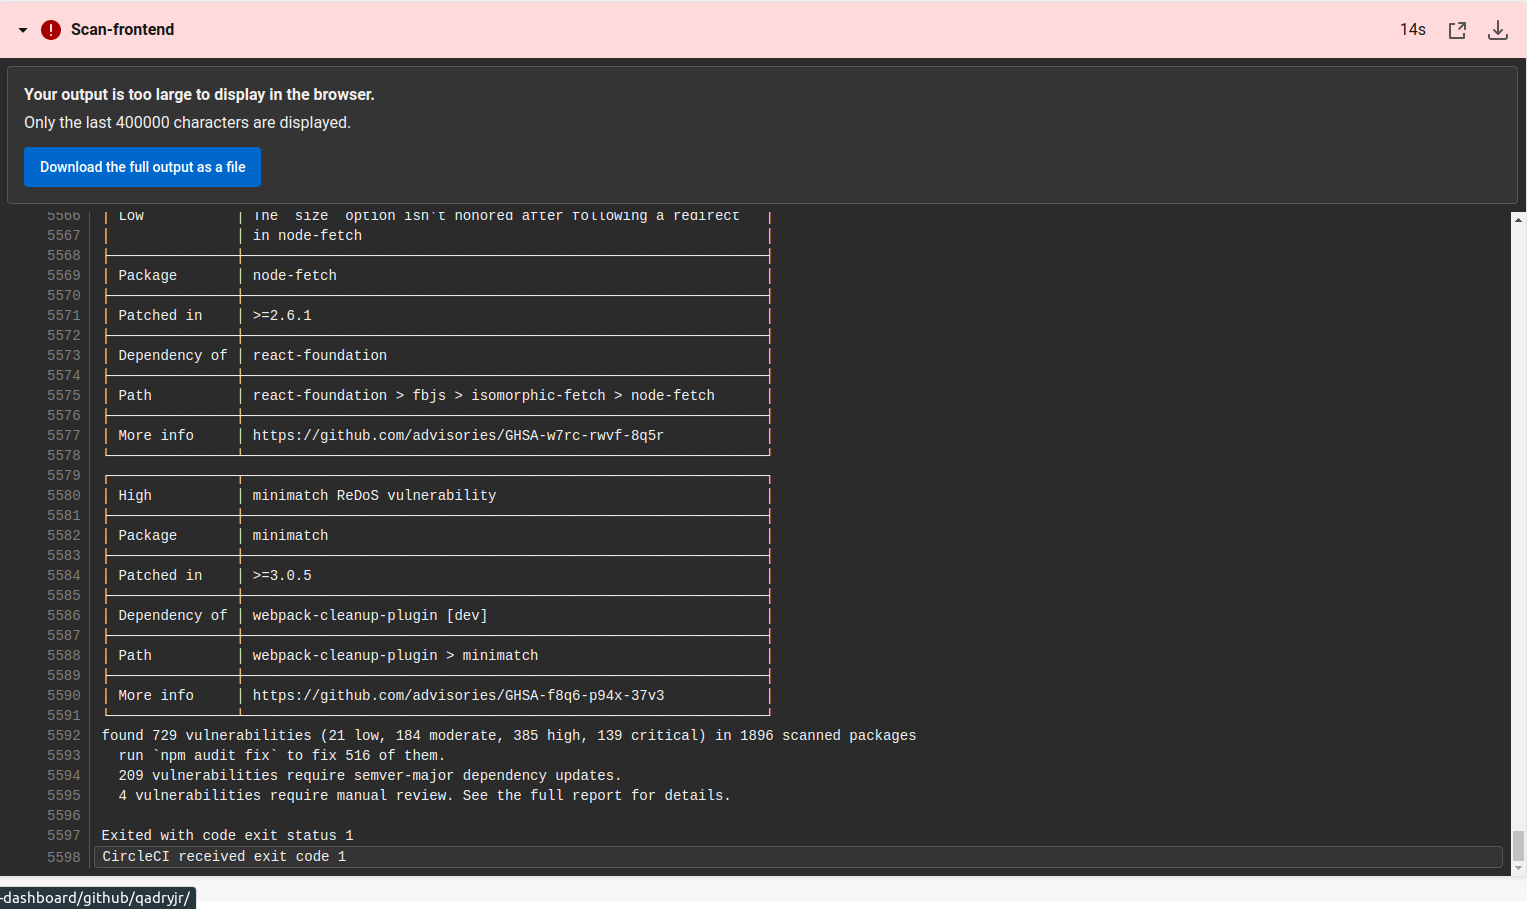 Scan-frontend
14s
Your output is too large to display in the browser.
Only the last 400000 characters are displayed.
Download the full output as a file
5566 | Low | The `size` option isn't honored after following a redirect |
5567 | | in node-fetch |
5568
5569 | Package | node-fetch |
5570
5571 | Patched in | >=2.6.1 |
5572
5573 | Dependency of | react-foundation |
5574
5575 | Path | react-foundation > fbjs > isomorphic-fetch > node-fetch |
5576
5577 | More info | https://github.com/advisories/GHSA-w7rc-rwvf-8q5r |
5578
5579
5580 | High | minimatch ReDoS vulnerability |
5581
5582 | Package | minimatch |
5583
5584 | Patched in | >=3.0.5 |
5585
5586 | Dependency of | webpack-cleanup-plugin [dev] |
5587
5588 | Path | webpack-cleanup-plugin > minimatch |
5589
5590 | More info | https://github.com/advisories/GHSA-f8q6-p94x-37v3 |
5591
5592 found 729 vulnerabilities (21 low, 184 moderate, 385 high, 139 critical) in 1896 scanned packages
5593 run `npm audit fix` to fix 516 of them.
5594 209 vulnerabilities require semver-major dependency updates.
5595 4 vulnerabilities require manual review. See the full report for details.
5596
5597 Exited with code exit status 1
5598 CircleCI received exit code 1
-dashboard/github/qadryjr/